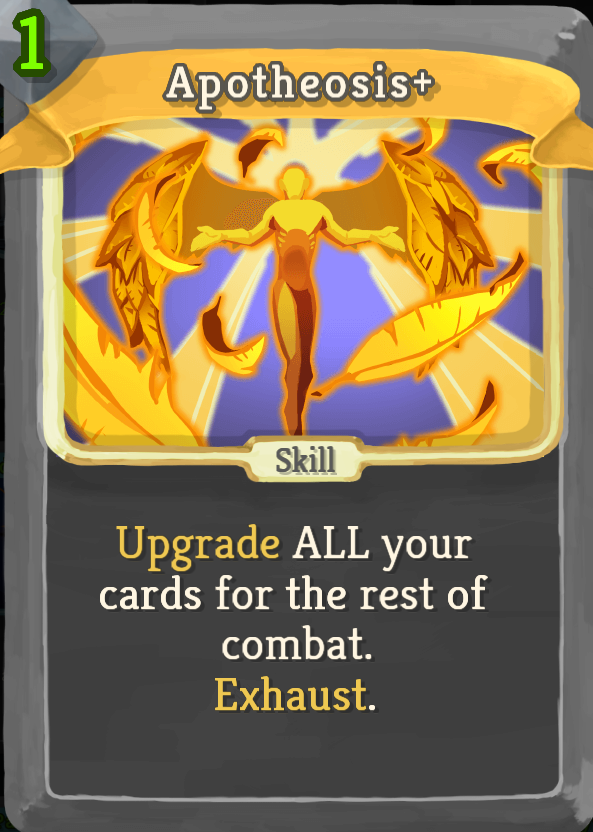 1
Apotheosis+
Skill
Upgrade ALL your
cards for the rest of
combat.
Exhaust.